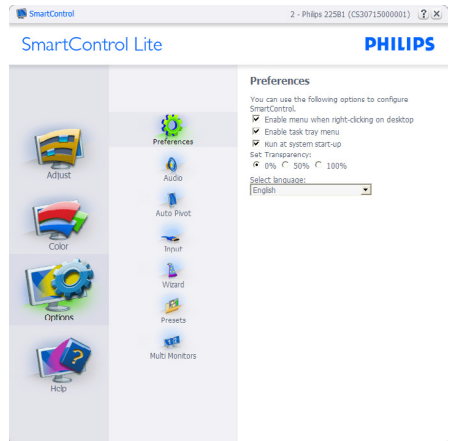 SmartControl
2 - Philips 225B1 (CS30715000001)
SmartControl Lite
PHILIPS
Adjust
Color
Options
Help
Preferences
Audio
Auto Pivot
Input
Wizard
Presets
Multi Monitors
Preferences
You can use the following options to configure
SmartControl.
Enable menu when right-clicking on desktop
Enable task tray menu
Run at system start-up
Set Transparency:
0% 50% 100%
Select language:
English